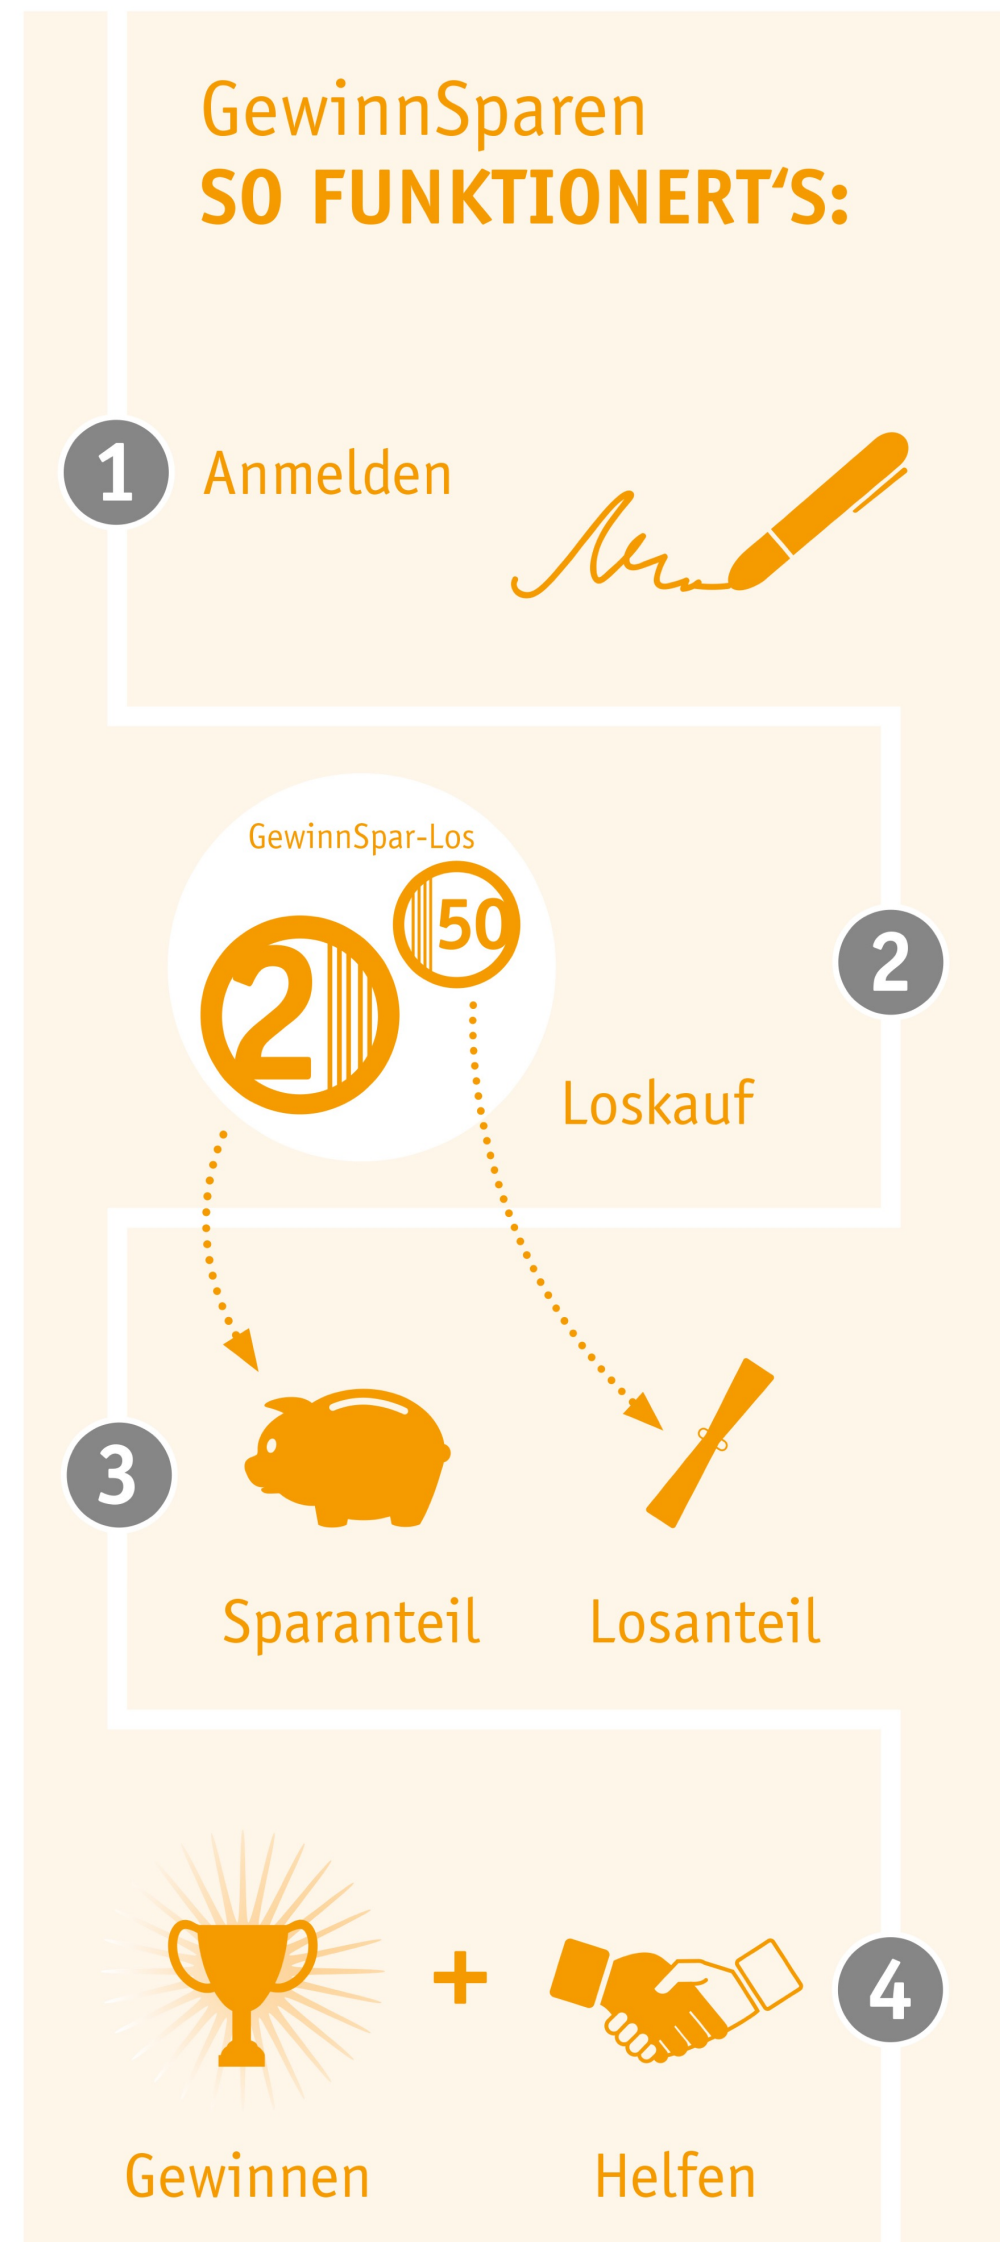 GewinnSparen
SO FUNKTIONERT‘S:
1
Anmelden
GewinnSpar-Los
2
50
2
Loskauf
3
Sparanteil
Losanteil
+
4
Gewinnen
Helfen